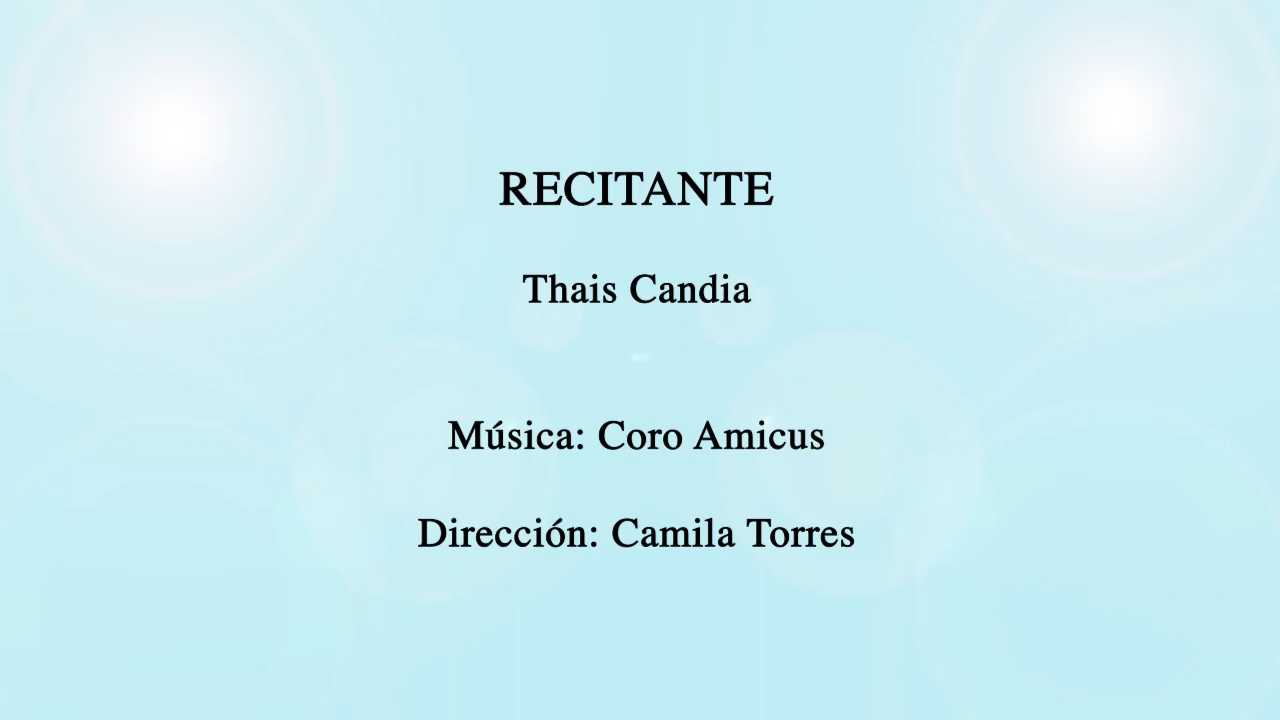 RECITANTE
Thais Candia
Música: Coro Amicus
Dirección: Camila Torres